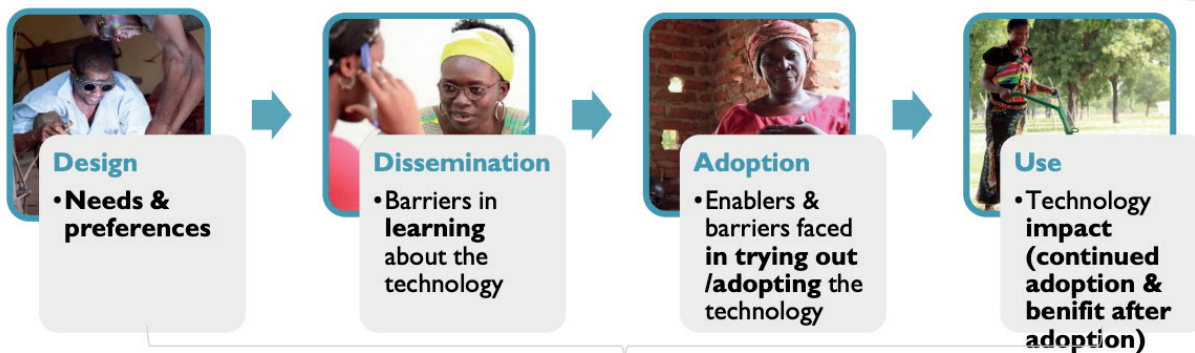 Design
•Needs &
preferences
Dissemination
•Barriers in
learning
about the
technology
Adoption
•Enablers &
barriers faced
in trying out
/adopting the
technology
Use
•Technology
impact
(continued
adoption &
benifit after
adoption)